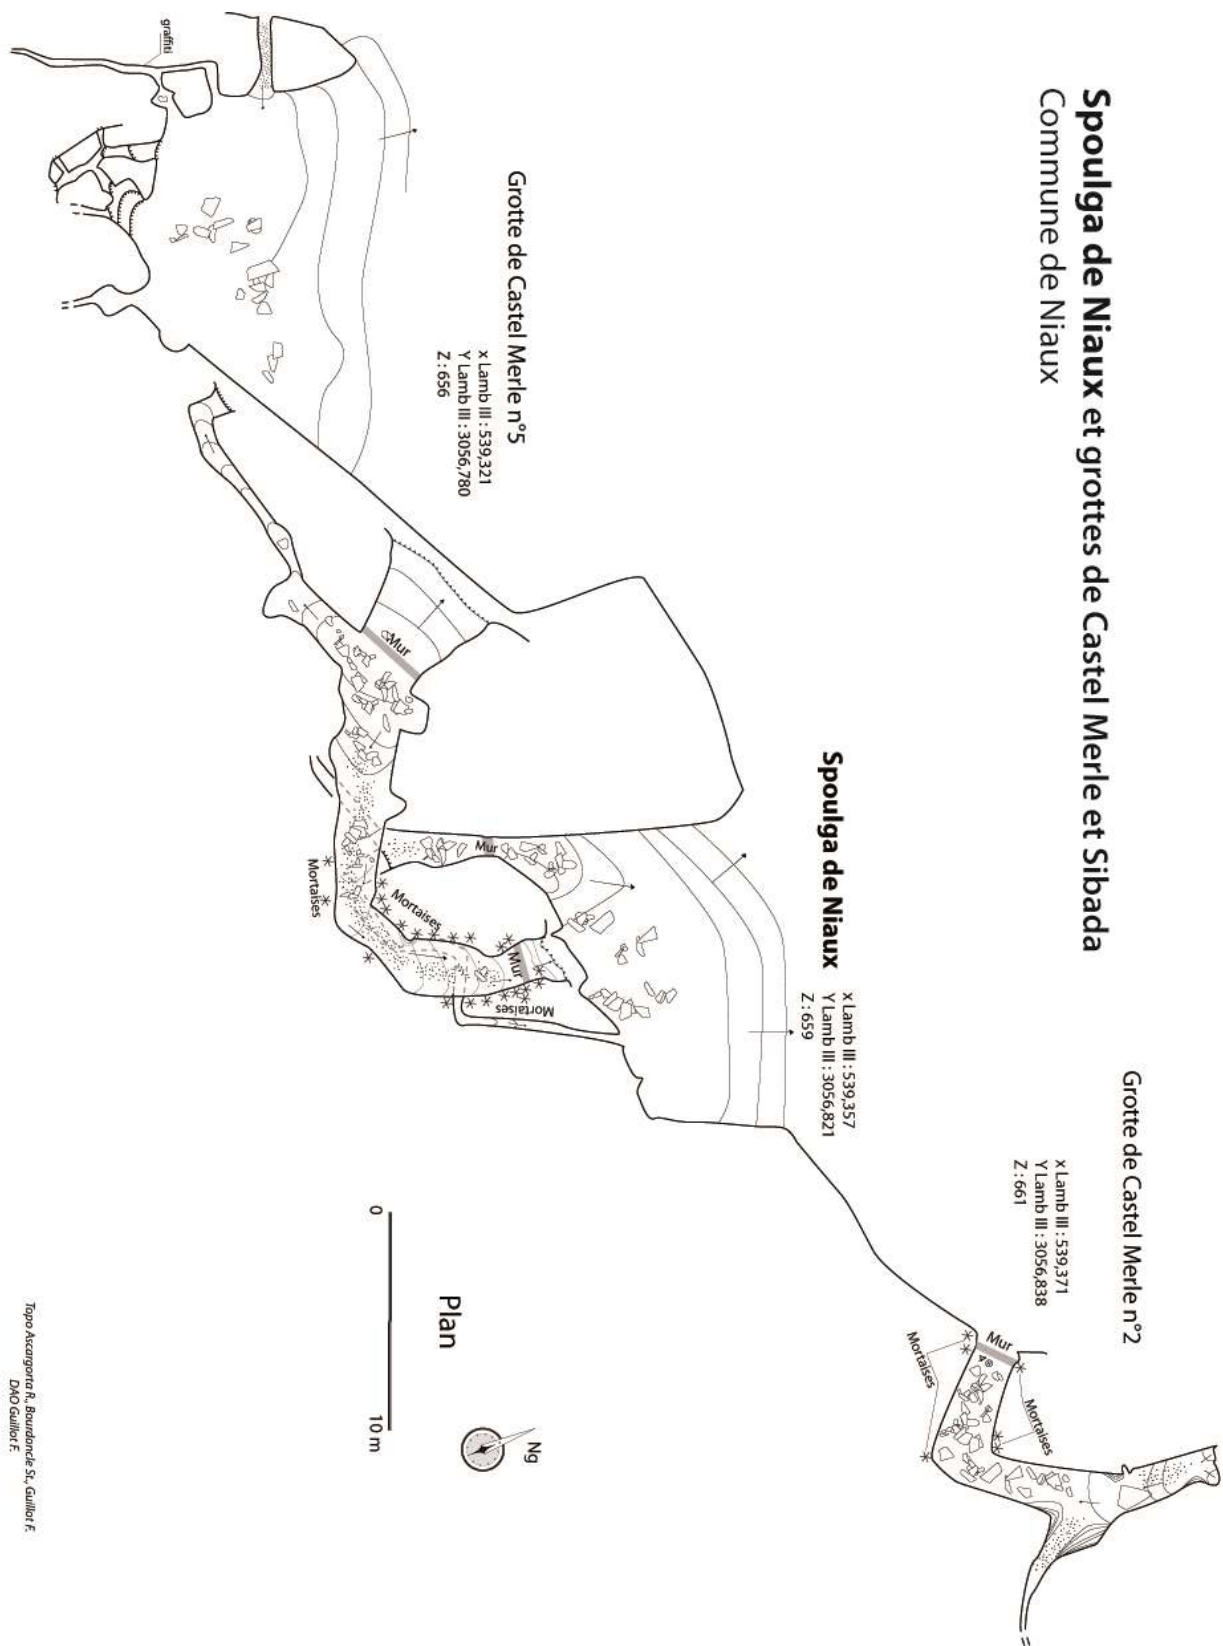 Spoulga de Niaux et grottes de Castel Merle et Sibada
Commune de Niaux
Grotte de Castel Merle n°2
x Lamb III : 539,371
Y Lamb III : 3056,838
Z : 661
Mur
Mortaises
Mortaises
Spoulga de Niaux
x Lamb III : 539,357
Y Lamb III : 3056,821
Z : 659
Mur
Mortaises
Mur
Mortaises
Mortaises
Grotte de Castel Merle n°5
x Lamb III : 539,321
Y Lamb III : 3056,780
Z : 656
Mur
graffiti
Ng
Plan
0
10 m
Topo Ascargorta R., Bourdancle St., Guillot F.
DAO Guillot F.